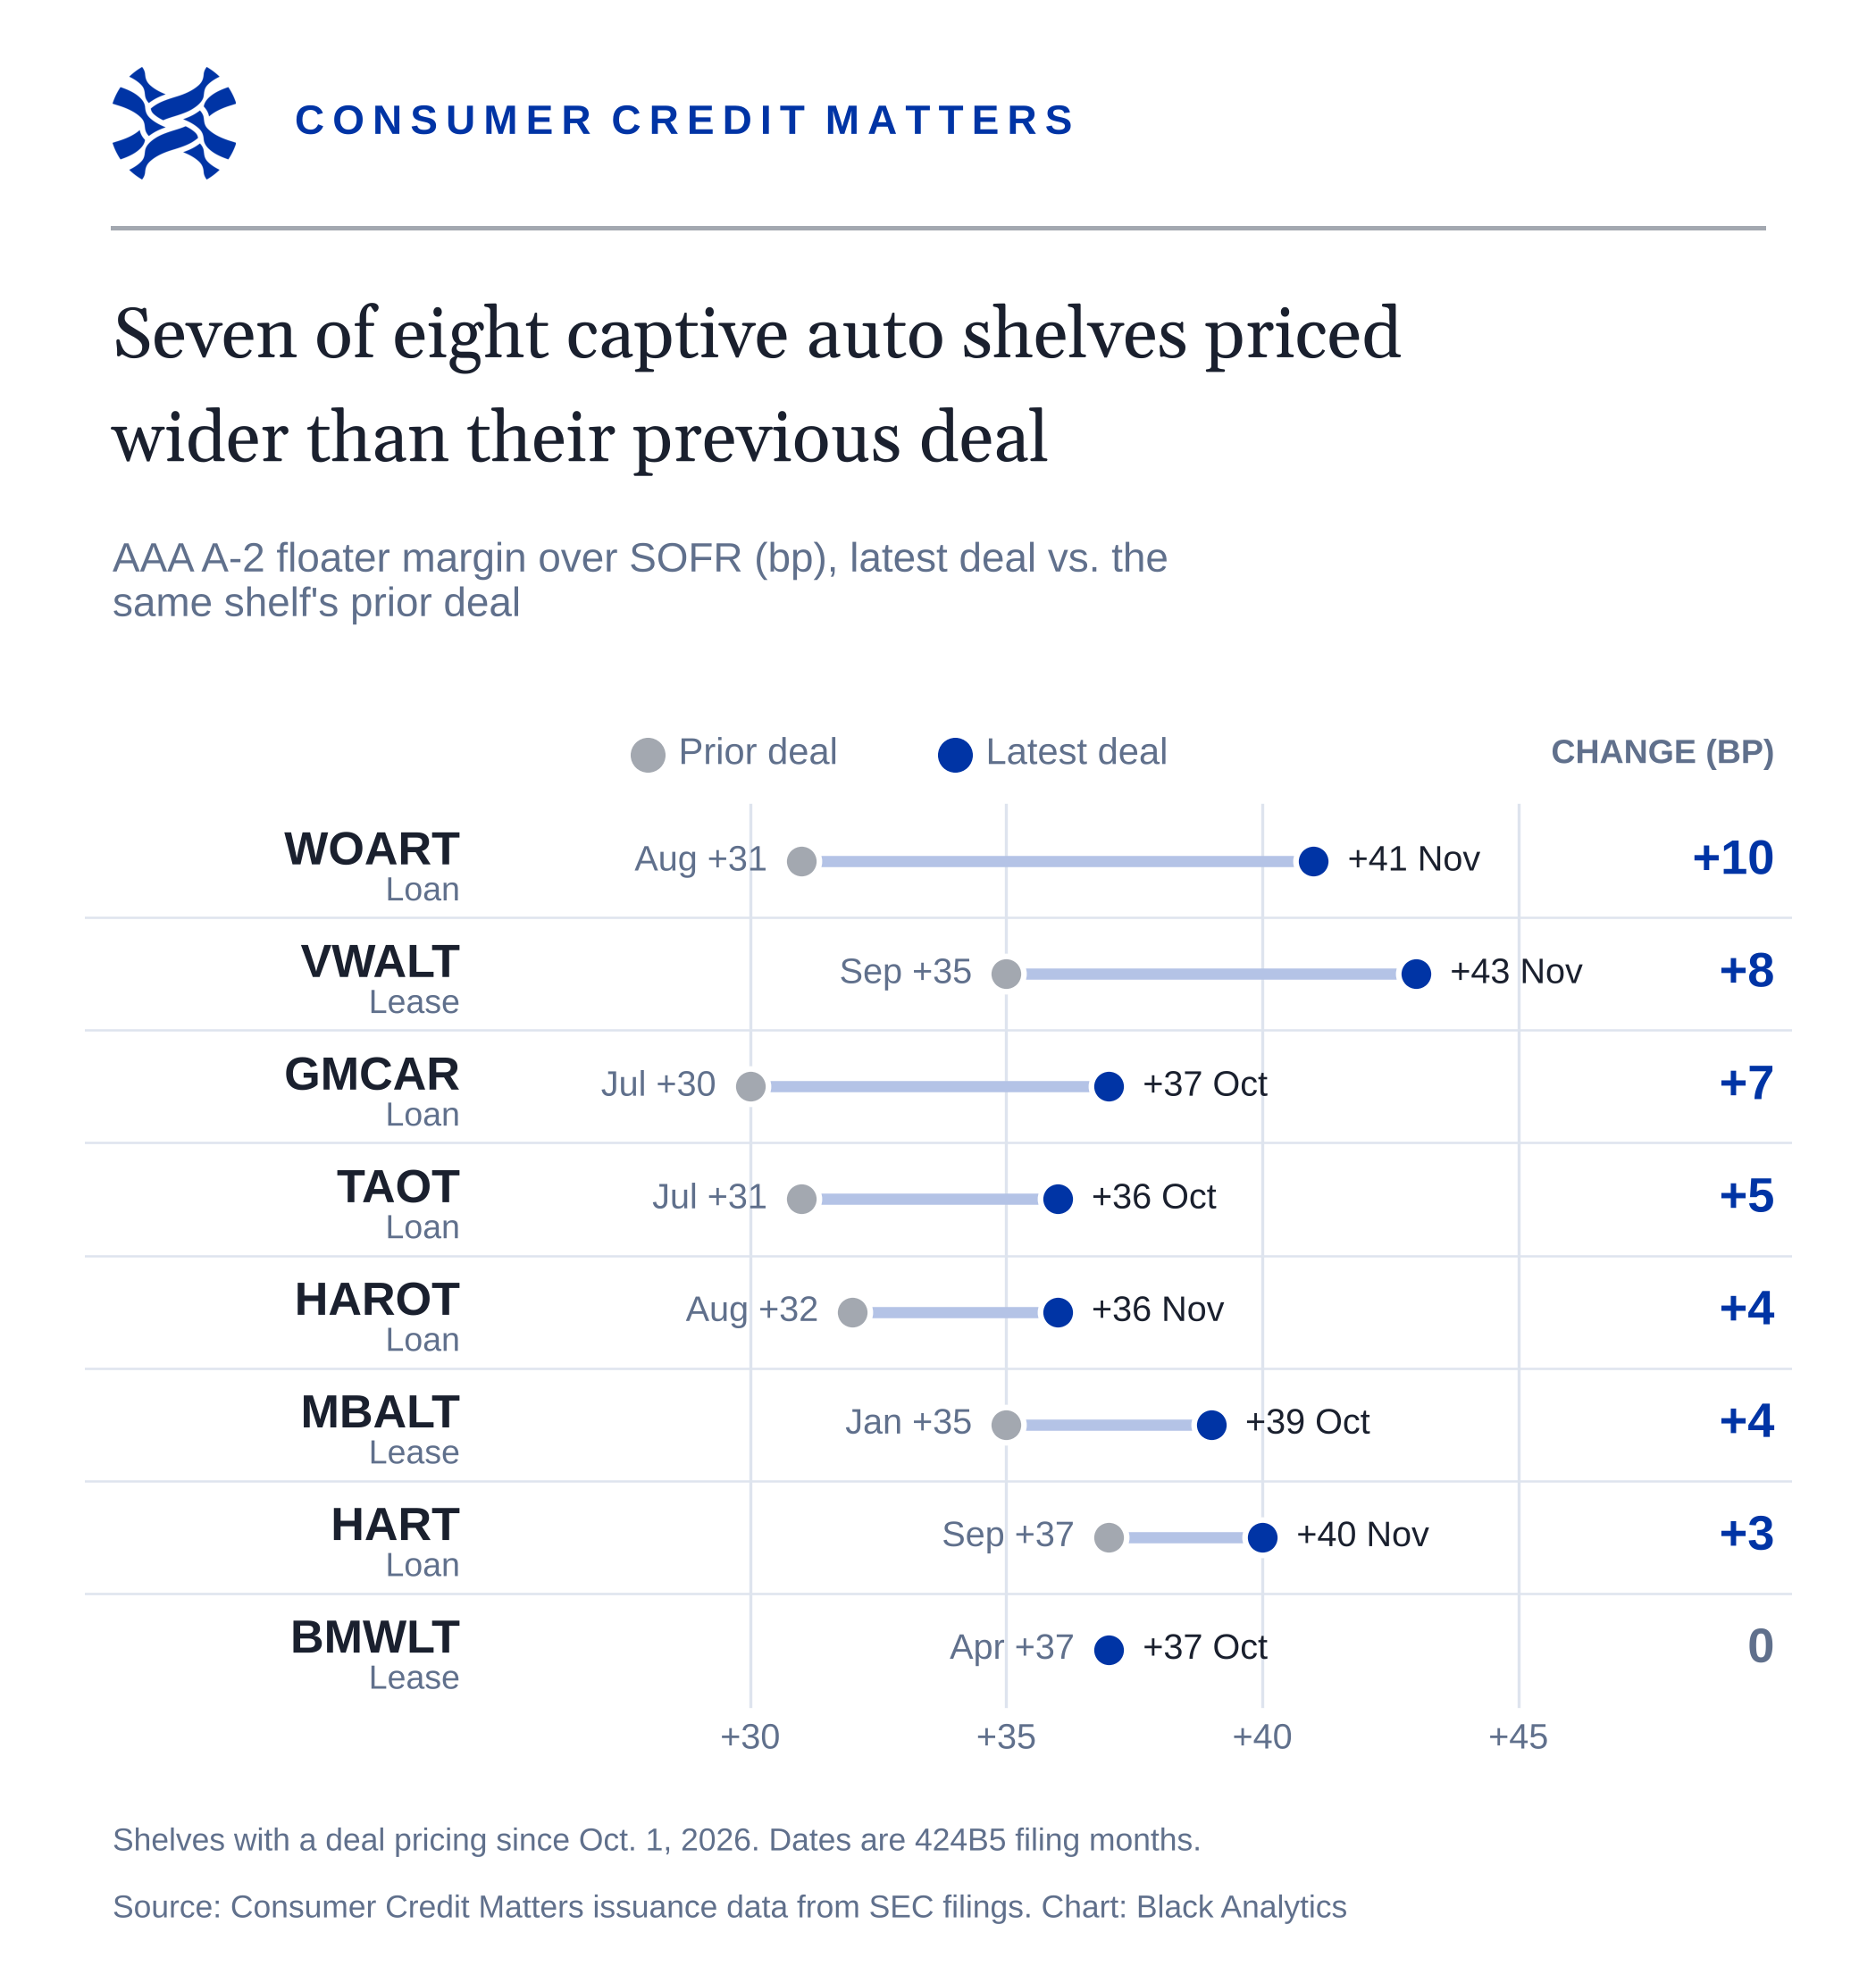 CONSUMER CREDIT MATTERS
Seven of eight captive auto shelves priced
wider than their previous deal
AAA A-2 floater margin over SOFR (bp), latest deal vs. the
same shelf's prior deal
Prior deal Latest deal CHANGE (BP)
WOART Aug +31 +41 Nov +10
Loan
VWALT Sep +35 +43 Nov +8
Lease
GMCAR Jul +30 +37 Oct +7
Loan
TAOT Jul +31 +36 Oct +5
Loan
HAROT Aug +32 +36 Nov +4
Loan
MBALT Jan +35 +39 Oct +4
Lease
HART Sep +37 +40 Nov +3
Loan
BMWLT Apr +37 +37 Oct 0
Lease
+30 +35 +40 +45
Shelves with a deal pricing since Oct. 1, 2026. Dates are 424B5 filing months.
Source: Consumer Credit Matters issuance data from SEC filings. Chart: Black Analytics